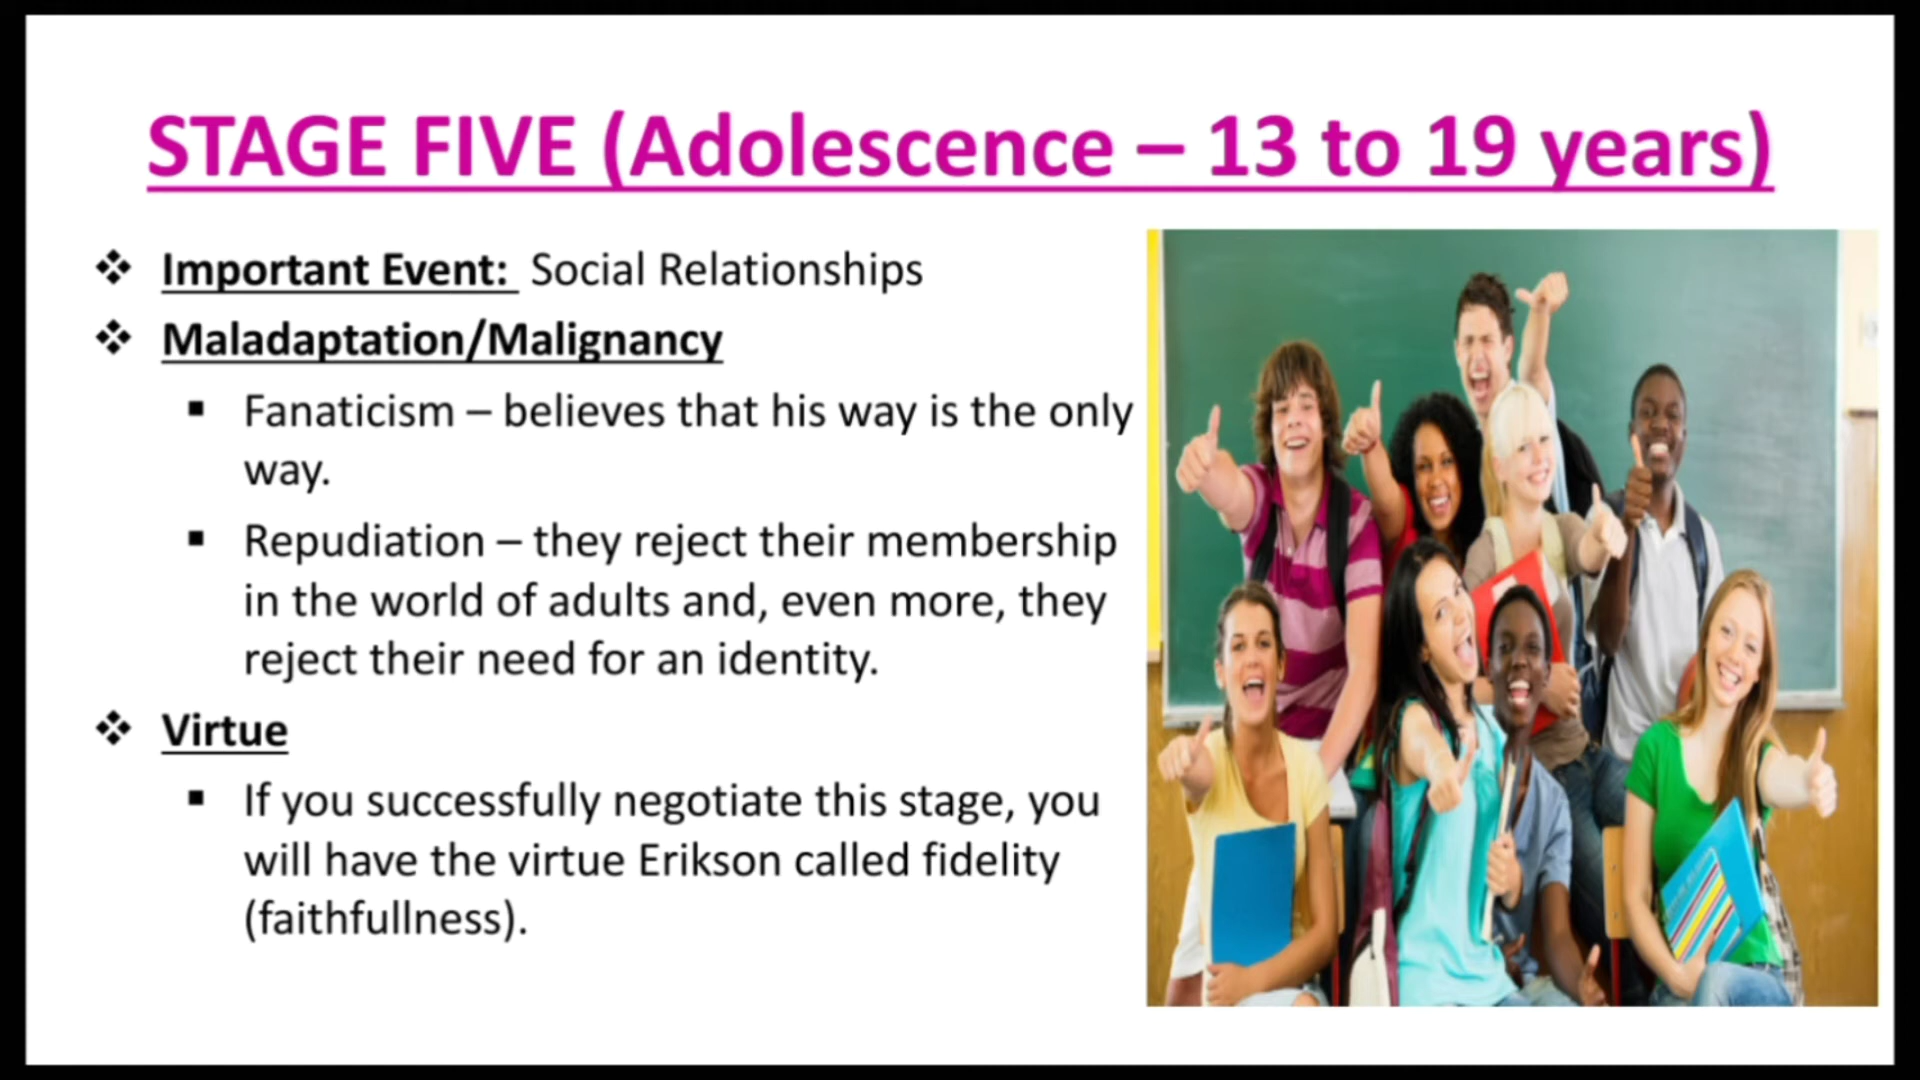 STAGE FIVE (Adolescence – 13 to 19 years)
❖ Important Event: Social Relationships
❖ Maladaptation/Malignancy
▪ Fanaticism – believes that his way is the only
way.
▪ Repudiation – they reject their membership
in the world of adults and, even more, they
reject their need for an identity.
❖ Virtue
▪ If you successfully negotiate this stage, you
will have the virtue Erikson called fidelity
(faithfullness).